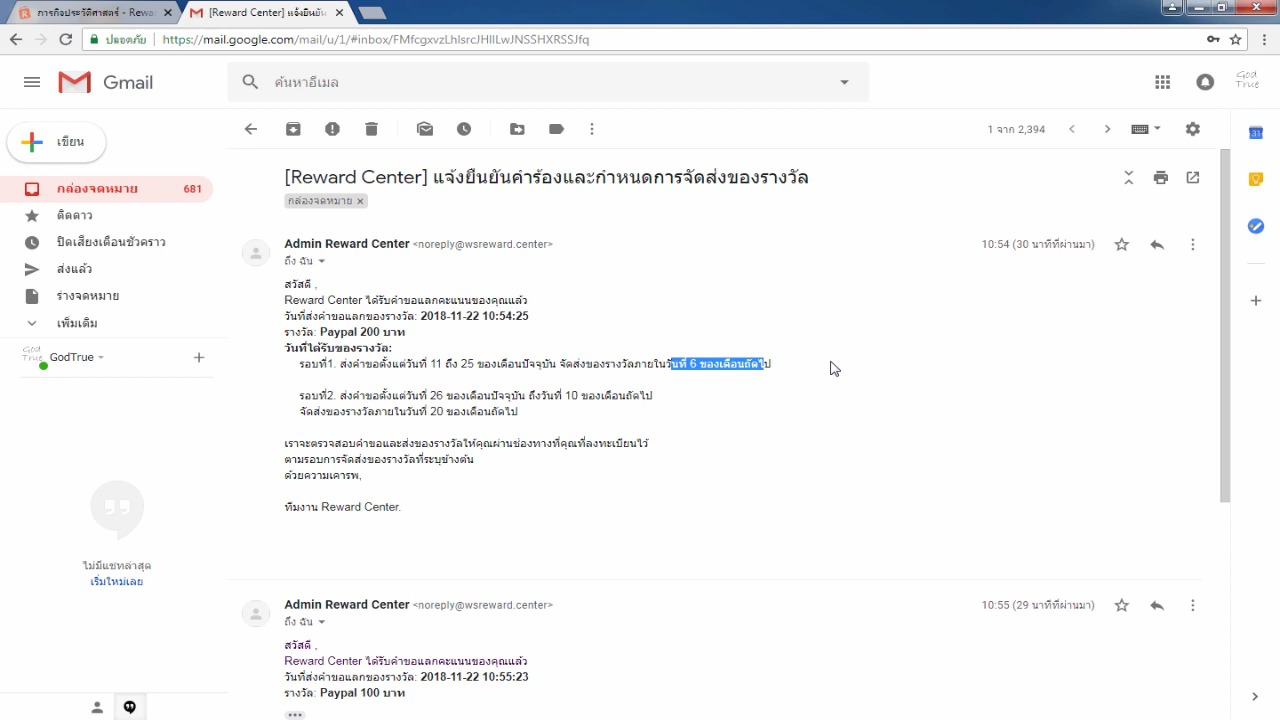 ภารกิจประวัติศาสตร์ - Rewa
[Reward Center] แจ้งยืนยัน
ปลอดภัย
https://mail.google.com/mail/u/1/#inbox/FMfcgxvzLhlsrcJHllLwJNSSHXRSSJfq
Gmail
ค้นหาอีเมล
God
True
เขียน
1 จาก 2,394
กล่องจดหมาย 681
ติดดาว
ปิดเสียงเตือนชั่วคราว
ส่งแล้ว
ร่างจดหมาย
เพิ่มเติม
God
True
GodTrue
ไม่มีแชทล่าสุด
เริ่มใหม่เลย
[Reward Center] แจ้งยืนยันคำร้องและกำหนดการจัดส่งของรางวัล
กล่องจดหมาย
Admin Reward Center <noreply@wsreward.center>
10:54 (30 นาทีที่ผ่านมา)
ถึง ฉัน
สวัสดี ,
Reward Center ได้รับคำขอแลกคะแนนของคุณแล้ว
วันที่ส่งคำขอแลกของรางวัล: 2018-11-22 10:54:25
รางวัล: Paypal 200 บาท
วันที่ได้รับของรางวัล:
รอบที่1. ส่งคำขอตั้งแต่วันที่ 11 ถึง 25 ของเดือนปัจจุบัน จัดส่งของรางวัลภายในวันที่ 6 ของเดือนถัดไป
รอบที่2. ส่งคำขอตั้งแต่วันที่ 26 ของเดือนปัจจุบัน ถึงวันที่ 10 ของเดือนถัดไป
จัดส่งของรางวัลภายในวันที่ 20 ของเดือนถัดไป
เราจะตรวจสอบคำขอและส่งของรางวัลให้คุณผ่านช่องทางที่คุณที่ลงทะเบียนไว้
ตามรอบการจัดส่งของรางวัลที่ระบุข้างต้น
ด้วยความเคารพ,
ทีมงาน Reward Center.
Admin Reward Center <noreply@wsreward.center>
10:55 (29 นาทีที่ผ่านมา)
ถึง ฉัน
สวัสดี ,
Reward Center ได้รับคำขอแลกคะแนนของคุณแล้ว
วันที่ส่งคำขอแลกของรางวัล: 2018-11-22 10:55:23
รางวัล: Paypal 100 บาท
31